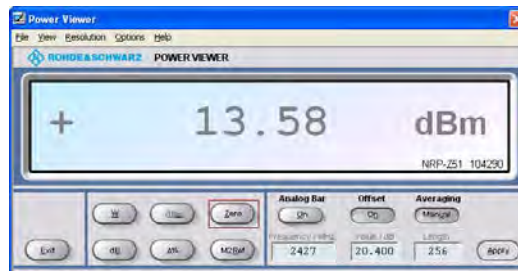 Power Viewer
File View Resolution Options Help
ROHDE&SCHWARZ POWER VIEWER
+ 13.58 dBm
NRP-Z51 104290
Analog Bar Offset Averaging
W dBm Zero On On Manual
Frequency / MHz Value / dB Length
Exit dB Δ% M2Ref 2427 20.400 256 Apply